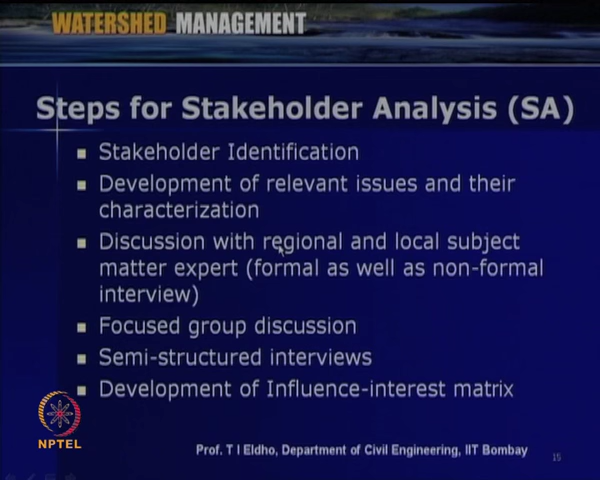 WATERSHED MANAGEMENT
Steps for Stakeholder Analysis (SA)
Stakeholder Identification
Development of relevant issues and their
characterization
Discussion with regional and local subject
matter expert (formal as well as non-formal
interview)
Focused group discussion
Semi-structured interviews
Development of Influence-interest matrix
NPTEL
Prof. T I Eldho, Department of Civil Engineering, IIT Bombay
15